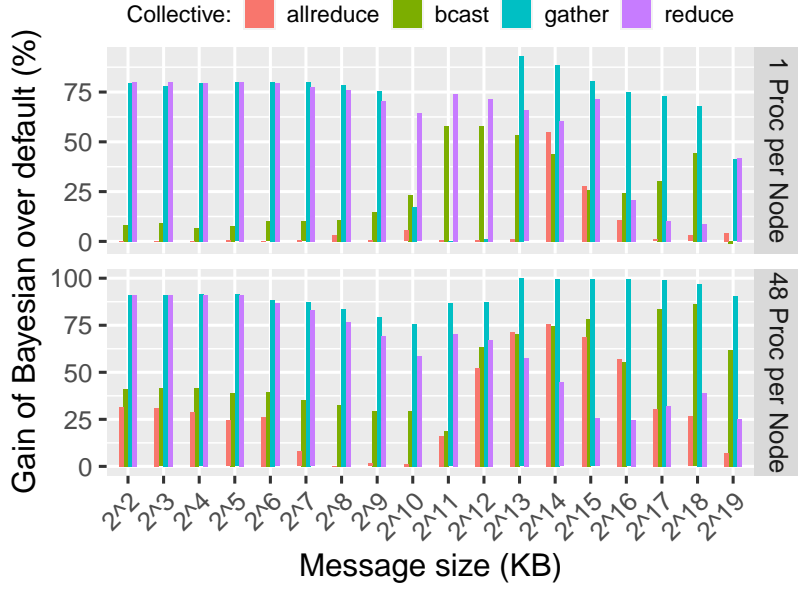 Collective: allreduce bcast gather reduce
Gain of Bayesian over default (%)
75
50
25
0
1 Proc per Node
100
75
50
25
0
48 Proc per Node
2^2 2^3 2^4 2^5 2^6 2^7 2^8 2^9 2^10 2^11 2^12 2^13 2^14 2^15 2^16 2^17 2^18 2^19
Message size (KB)